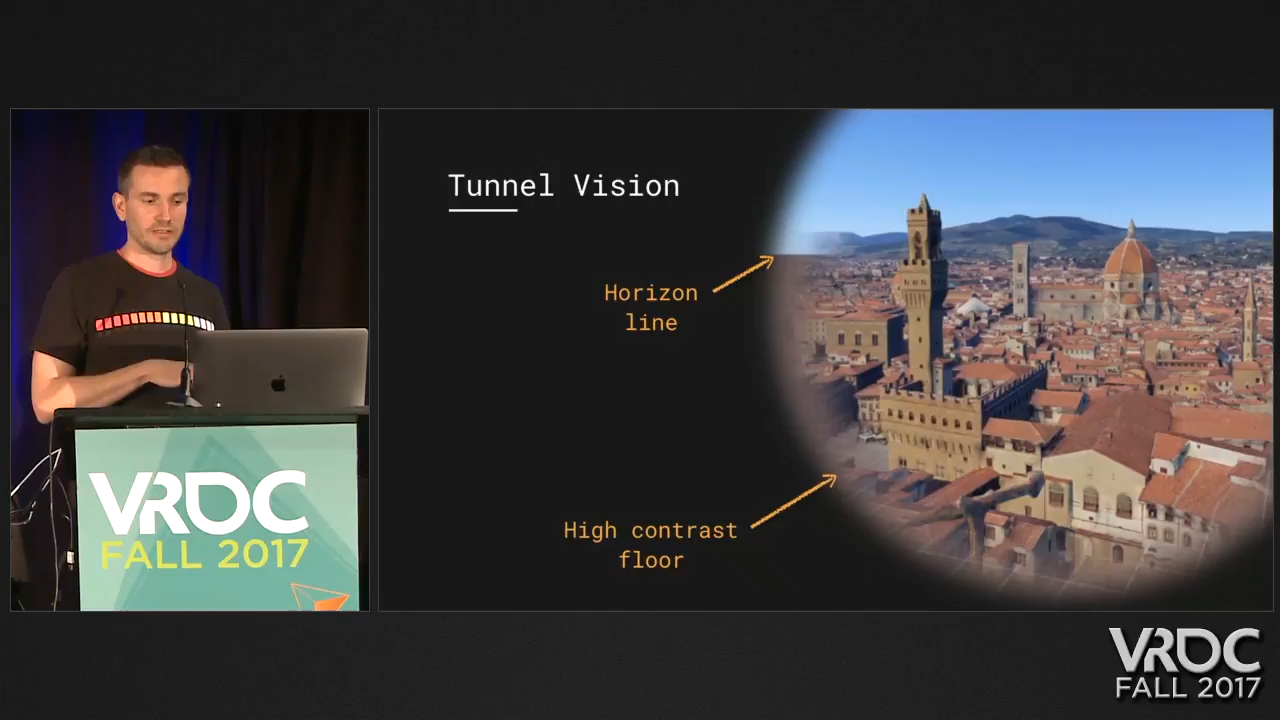 Tunnel Vision
Horizon
line
High contrast
floor
VRDC
FALL 2017
VRDC
FALL 2017